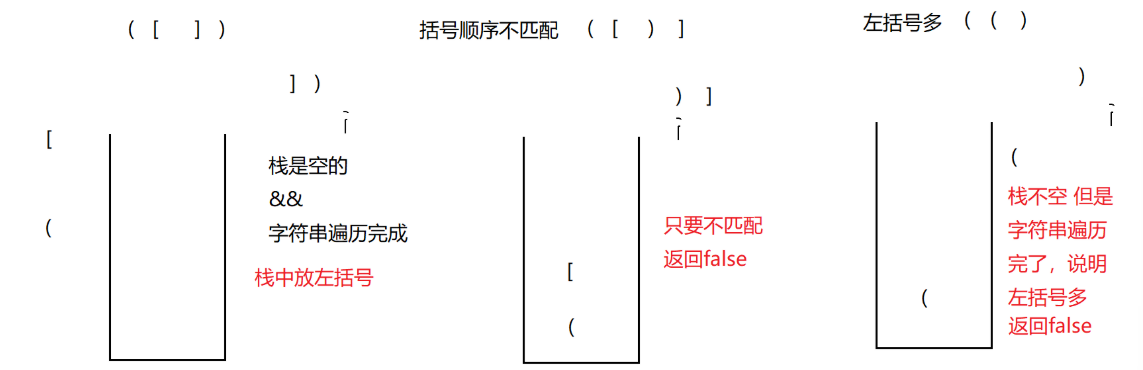 ( [ ] )
] )
[
(
栈是空的
&&
字符串遍历完成
栈中放左括号
括号顺序不匹配 ( [ ) ]
) ]
只要不匹配
返回false
[
(
左括号多 ( ( )
)
(
栈不空 但是
字符串遍历
完了，说明
左括号多
返回false
(